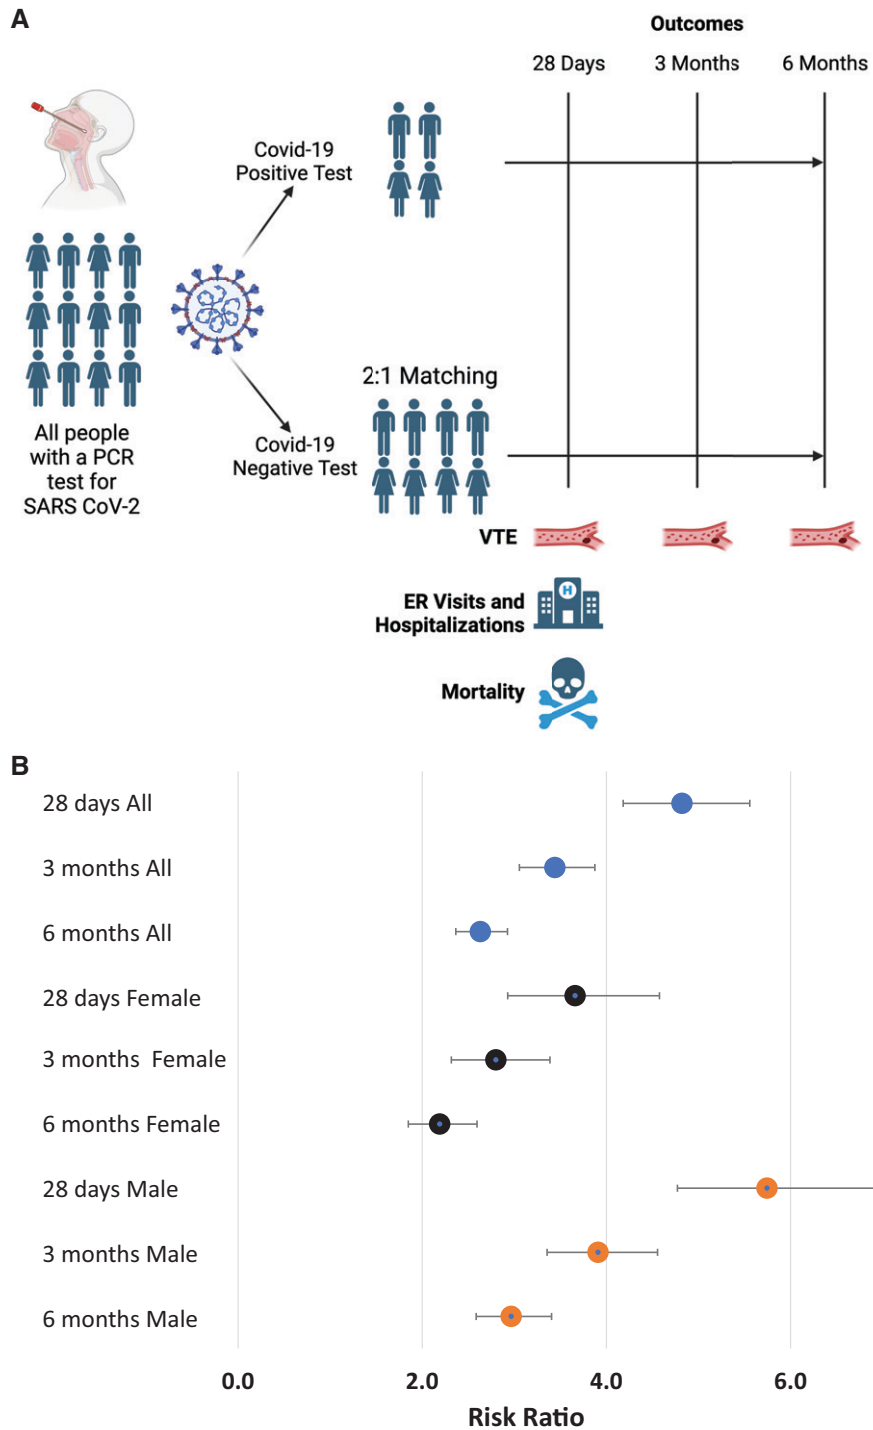 A
Outcomes
28 Days
3 Months
6 Months
Covid-19
Positive Test
2:1 Matching
All people
with a PCR
test for
SARS CoV-2
Covid-19
Negative Test
VTE
H
ER Visits and
Hospitalizations
Mortality
B
28 days All
3 months All
6 months All
28 days Female
3 months  Female
6 months Female
28 days Male
3 months Male
6 months Male
0.0
2.0
4.0
6.0
Risk Ratio